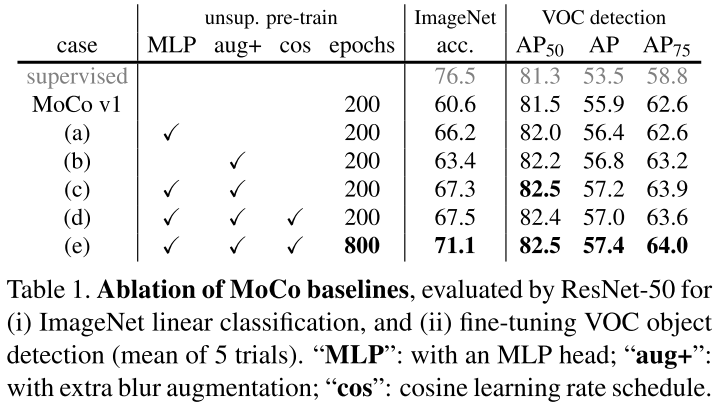 unsup. pre-train ImageNet VOC detection
case MLP aug+ cos epochs acc. AP50 AP AP75
supervised 76.5 81.3 53.5 58.8
MoCo v1 200 60.6 81.5 55.9 62.6
(a) ✓ 200 66.2 82.0 56.4 62.6
(b) ✓ 200 63.4 82.2 56.8 63.2
(c) ✓ ✓ 200 67.3 82.5 57.2 63.9
(d) ✓ ✓ ✓ 200 67.5 82.4 57.0 63.6
(e) ✓ ✓ ✓ 800 71.1 82.5 57.4 64.0
Table 1. Ablation of MoCo baselines, evaluated by ResNet-50 for
(i) ImageNet linear classification, and (ii) fine-tuning VOC object
detection (mean of 5 trials). “MLP”: with an MLP head; “aug+”:
with extra blur augmentation; “cos”: cosine learning rate schedule.